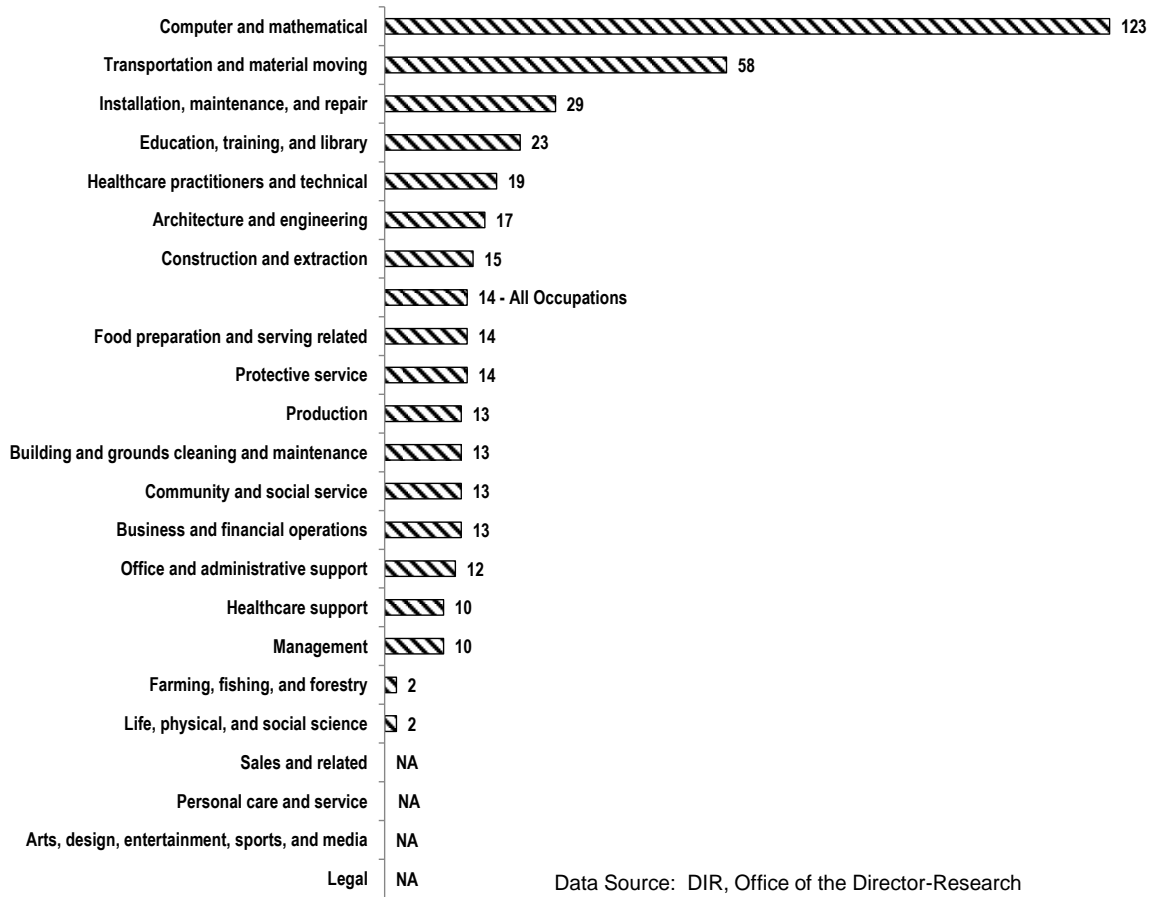 Computer and mathematical 123
Transportation and material moving 58
Installation, maintenance, and repair 29
Education, training, and library 23
Healthcare practitioners and technical 19
Architecture and engineering 17
Construction and extraction 15
14 - All Occupations
Food preparation and serving related 14
Protective service 14
Production 13
Building and grounds cleaning and maintenance 13
Community and social service 13
Business and financial operations 13
Office and administrative support 12
Healthcare support 10
Management 10
Farming, fishing, and forestry 2
Life, physical, and social science 2
Sales and related NA
Personal care and service NA
Arts, design, entertainment, sports, and media NA
Legal NA
Data Source: DIR, Office of the Director-Research